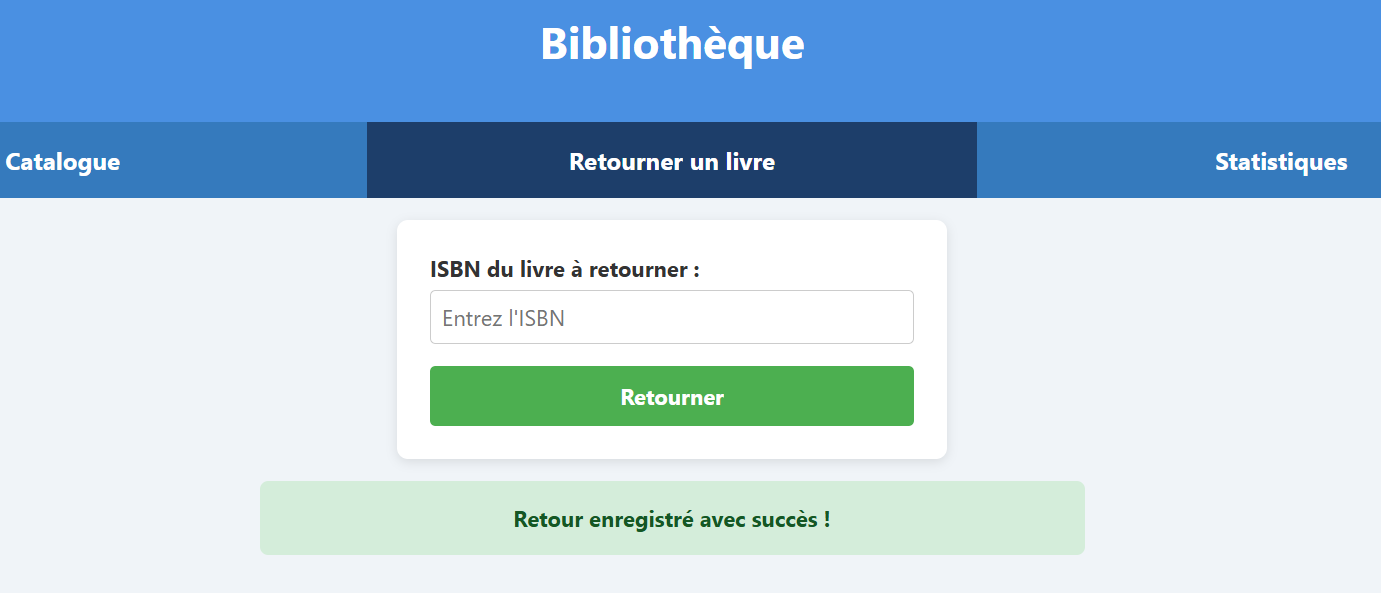 Bibliothèque
Catalogue
Retourner un livre
Statistiques
ISBN du livre à retourner :
Entrez l'ISBN
Retourner
Retour enregistré avec succès !